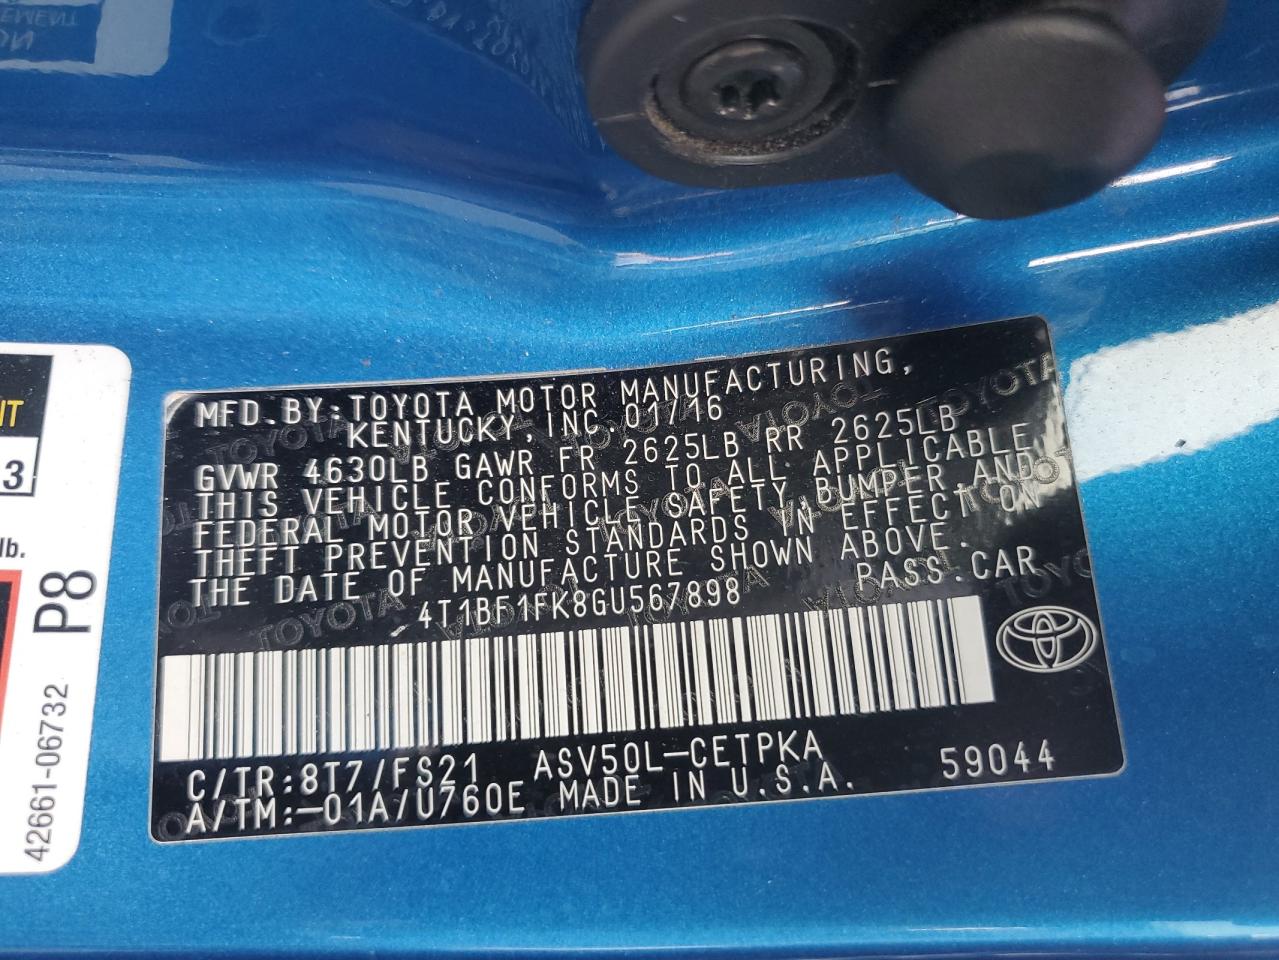 MFD.BY:TOYOTA MOTOR MANUFACTURING,
KENTUCKY,INC.01/16
GVWR 4630LB GAWR FR 2625LB RR 2625LB
THIS VEHICLE CONFORMS TO ALL APPLICABLE
FEDERAL MOTOR VEHICLE SAFETY,BUMPER,AND
THEFT PREVENTION STANDARDS IN EFFECT ON
THE DATE OF MANUFACTURE SHOWN ABOVE.
4T1BF1FK8GU567898 PASS.CAR
C/TR:8T7/FS21 ASV50L-CETPKA 59044
A/TM:-01A/U760E MADE IN U.S.A.
IT
3
lb.
P8
42661-06732